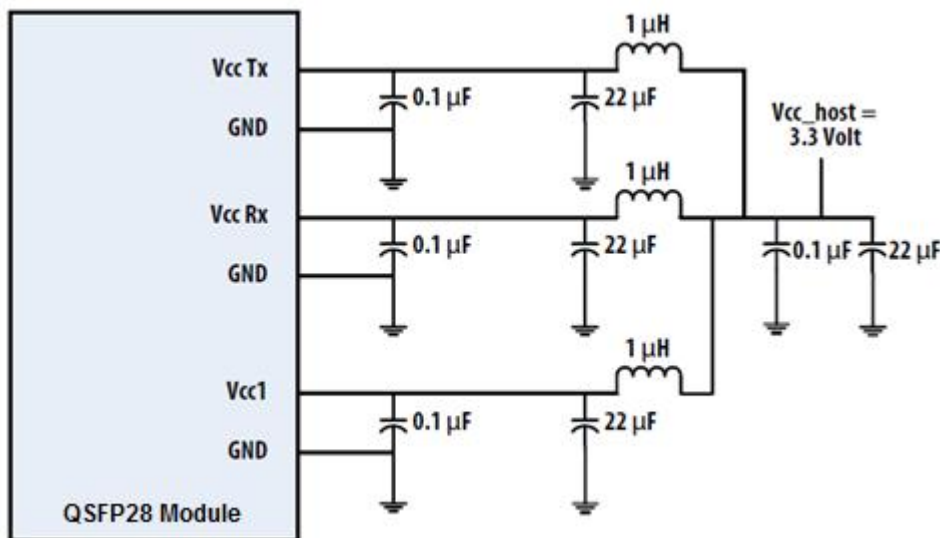 1 µH
Vcc Tx
0.1 µF
22 µF
GND
Vcc_host =
3.3 Volt
1 µH
Vcc Rx
0.1 µF
22 µF
0.1 µF
22 µF
GND
1 µH
Vcc1
0.1 µF
22 µF
GND
QSFP28 Module